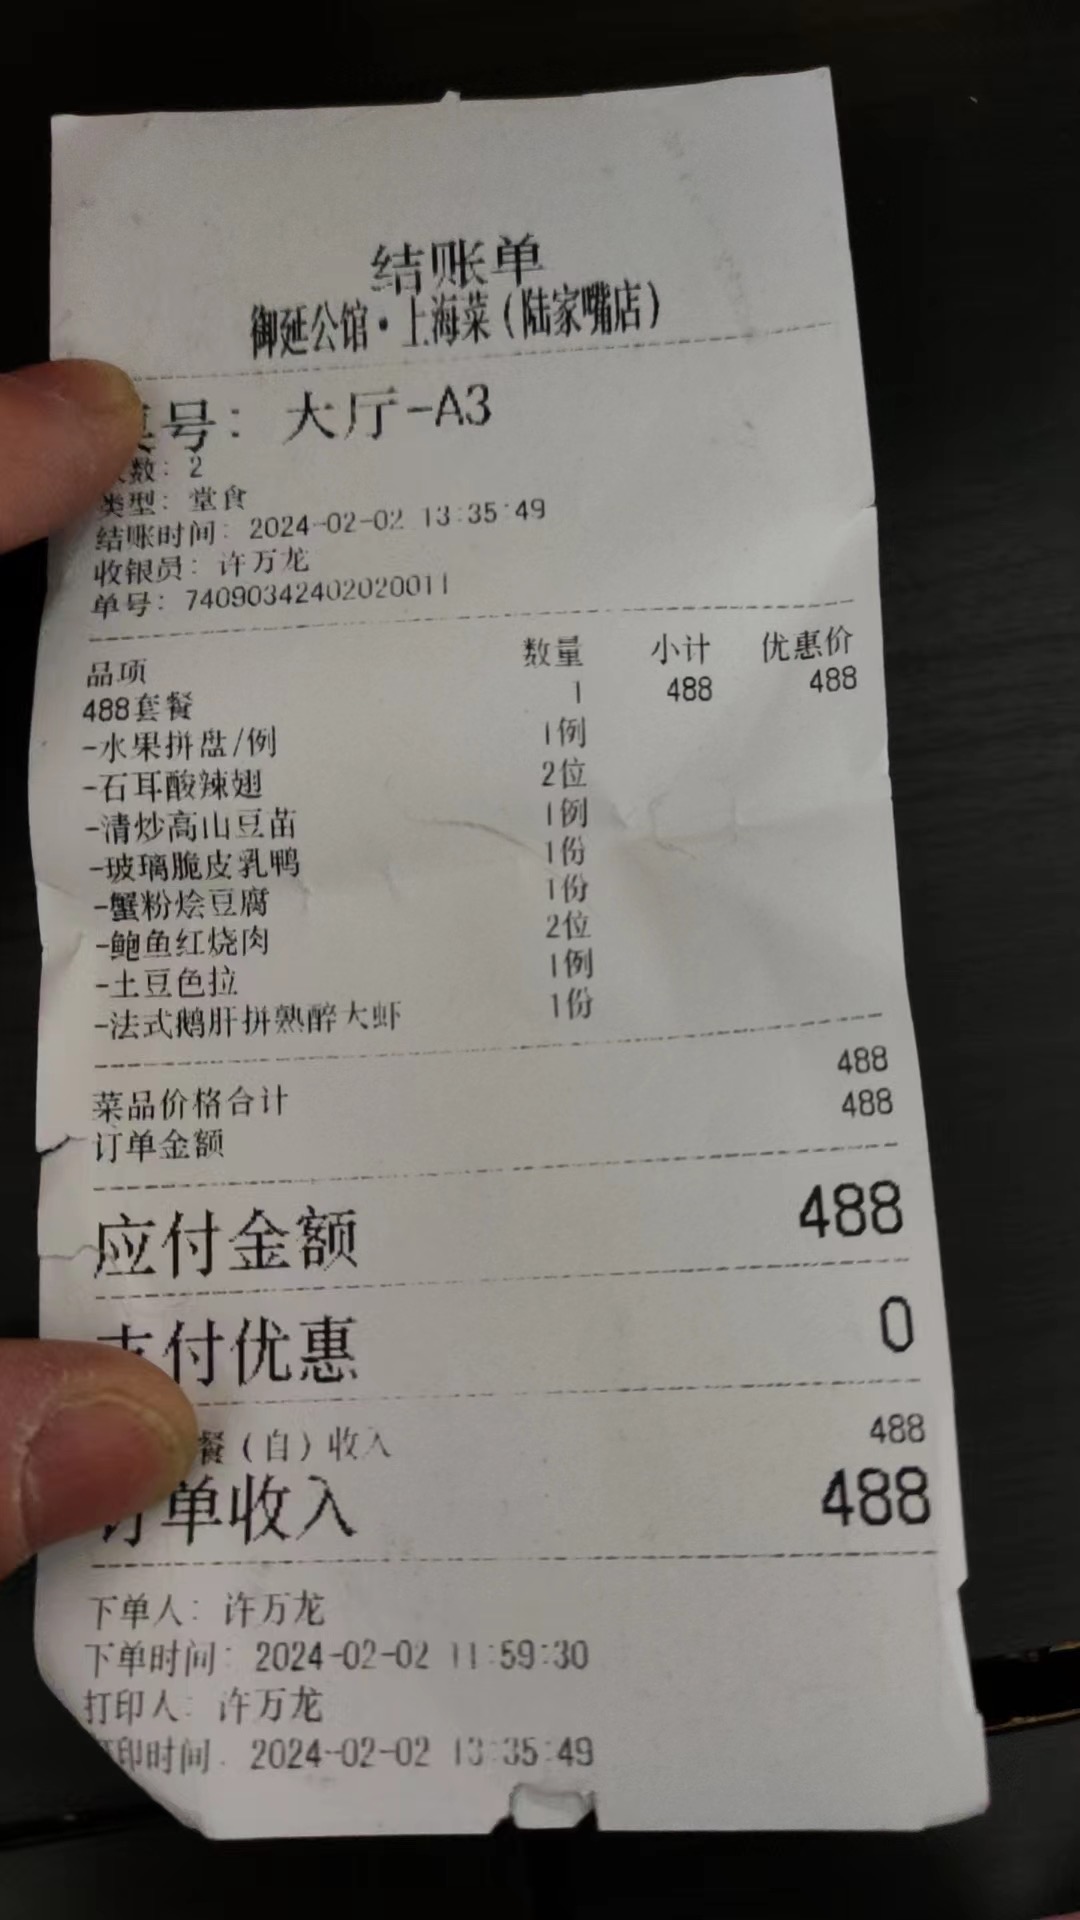 结账单
御延公馆·上海菜(陆家嘴店)
号: 大厅-A3
数: 2
类型: 堂食
结账时间: 2024-02-02 13:35:49
收银员: 许万龙
单号: 74090342402020011
品项 数量 小计 优惠价
488套餐 1 488 488
-水果拼盘/例 1例
-石耳酸辣翅 2位
-清炒高山豆苗 1例
-玻璃脆皮乳鸭 1份
-蟹粉烩豆腐 1份
-鲍鱼红烧肉 2位
-土豆色拉 1例
-法式鹅肝拼熟醉大虾 1份
菜品价格合计 488
订单金额 488
应付金额 488
支付优惠 0
餐(自)收入 488
订单收入 488
下单人: 许万龙
下单时间: 2024-02-02 11:59:30
打印人: 许万龙
打印时间: 2024-02-02 13:35:49